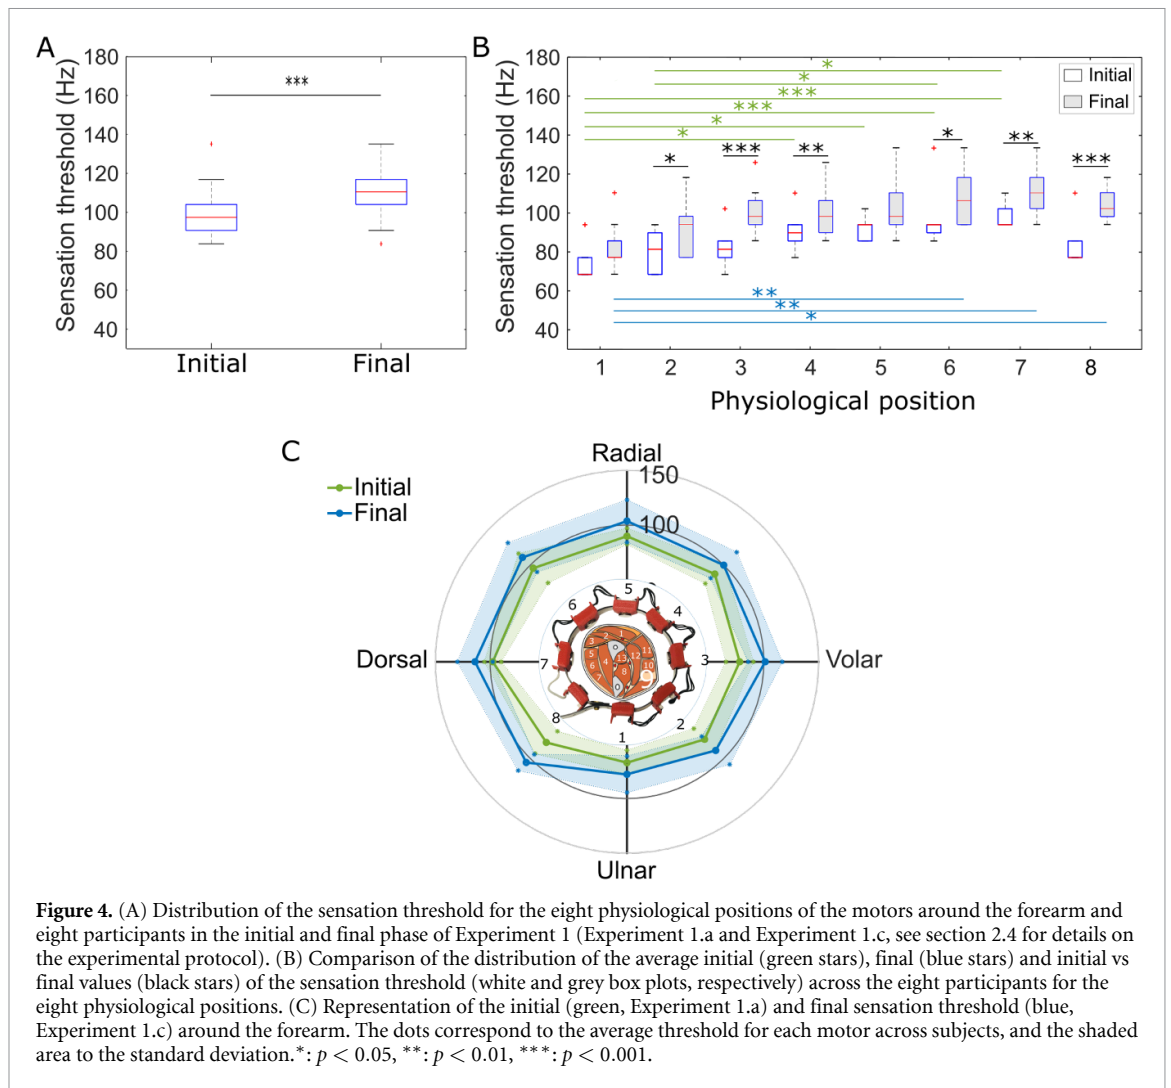 A
B
180
160
140
120
100
80
60
40
Sensation threshold (Hz)
***
Initial
Final
180
160
140
120
100
80
60
40
Sensation threshold (Hz)
*
*
***
***
*
*
*
***
**
*
**
***
**
**
*
Initial
Final
1 2 3 4 5 6 7 8
Physiological position
C
Initial
Final
Radial
150
100
Dorsal
Volar
Ulnar
5
6
4
7
3
8
2
1
Figure 4. (A) Distribution of the sensation threshold for the eight physiological positions of the motors around the forearm and
eight participants in the initial and final phase of Experiment 1 (Experiment 1.a and Experiment 1.c, see section 2.4 for details on
the experimental protocol). (B) Comparison of the distribution of the average initial (green stars), final (blue stars) and initial vs
final values (black stars) of the sensation threshold (white and grey box plots, respectively) across the eight participants for the
eight physiological positions. (C) Representation of the initial (green, Experiment 1.a) and final sensation threshold (blue,
Experiment 1.c) around the forearm. The dots correspond to the average threshold for each motor across subjects, and the shaded
area to the standard deviation.*: p < 0.05, **: p < 0.01, ***: p < 0.001.